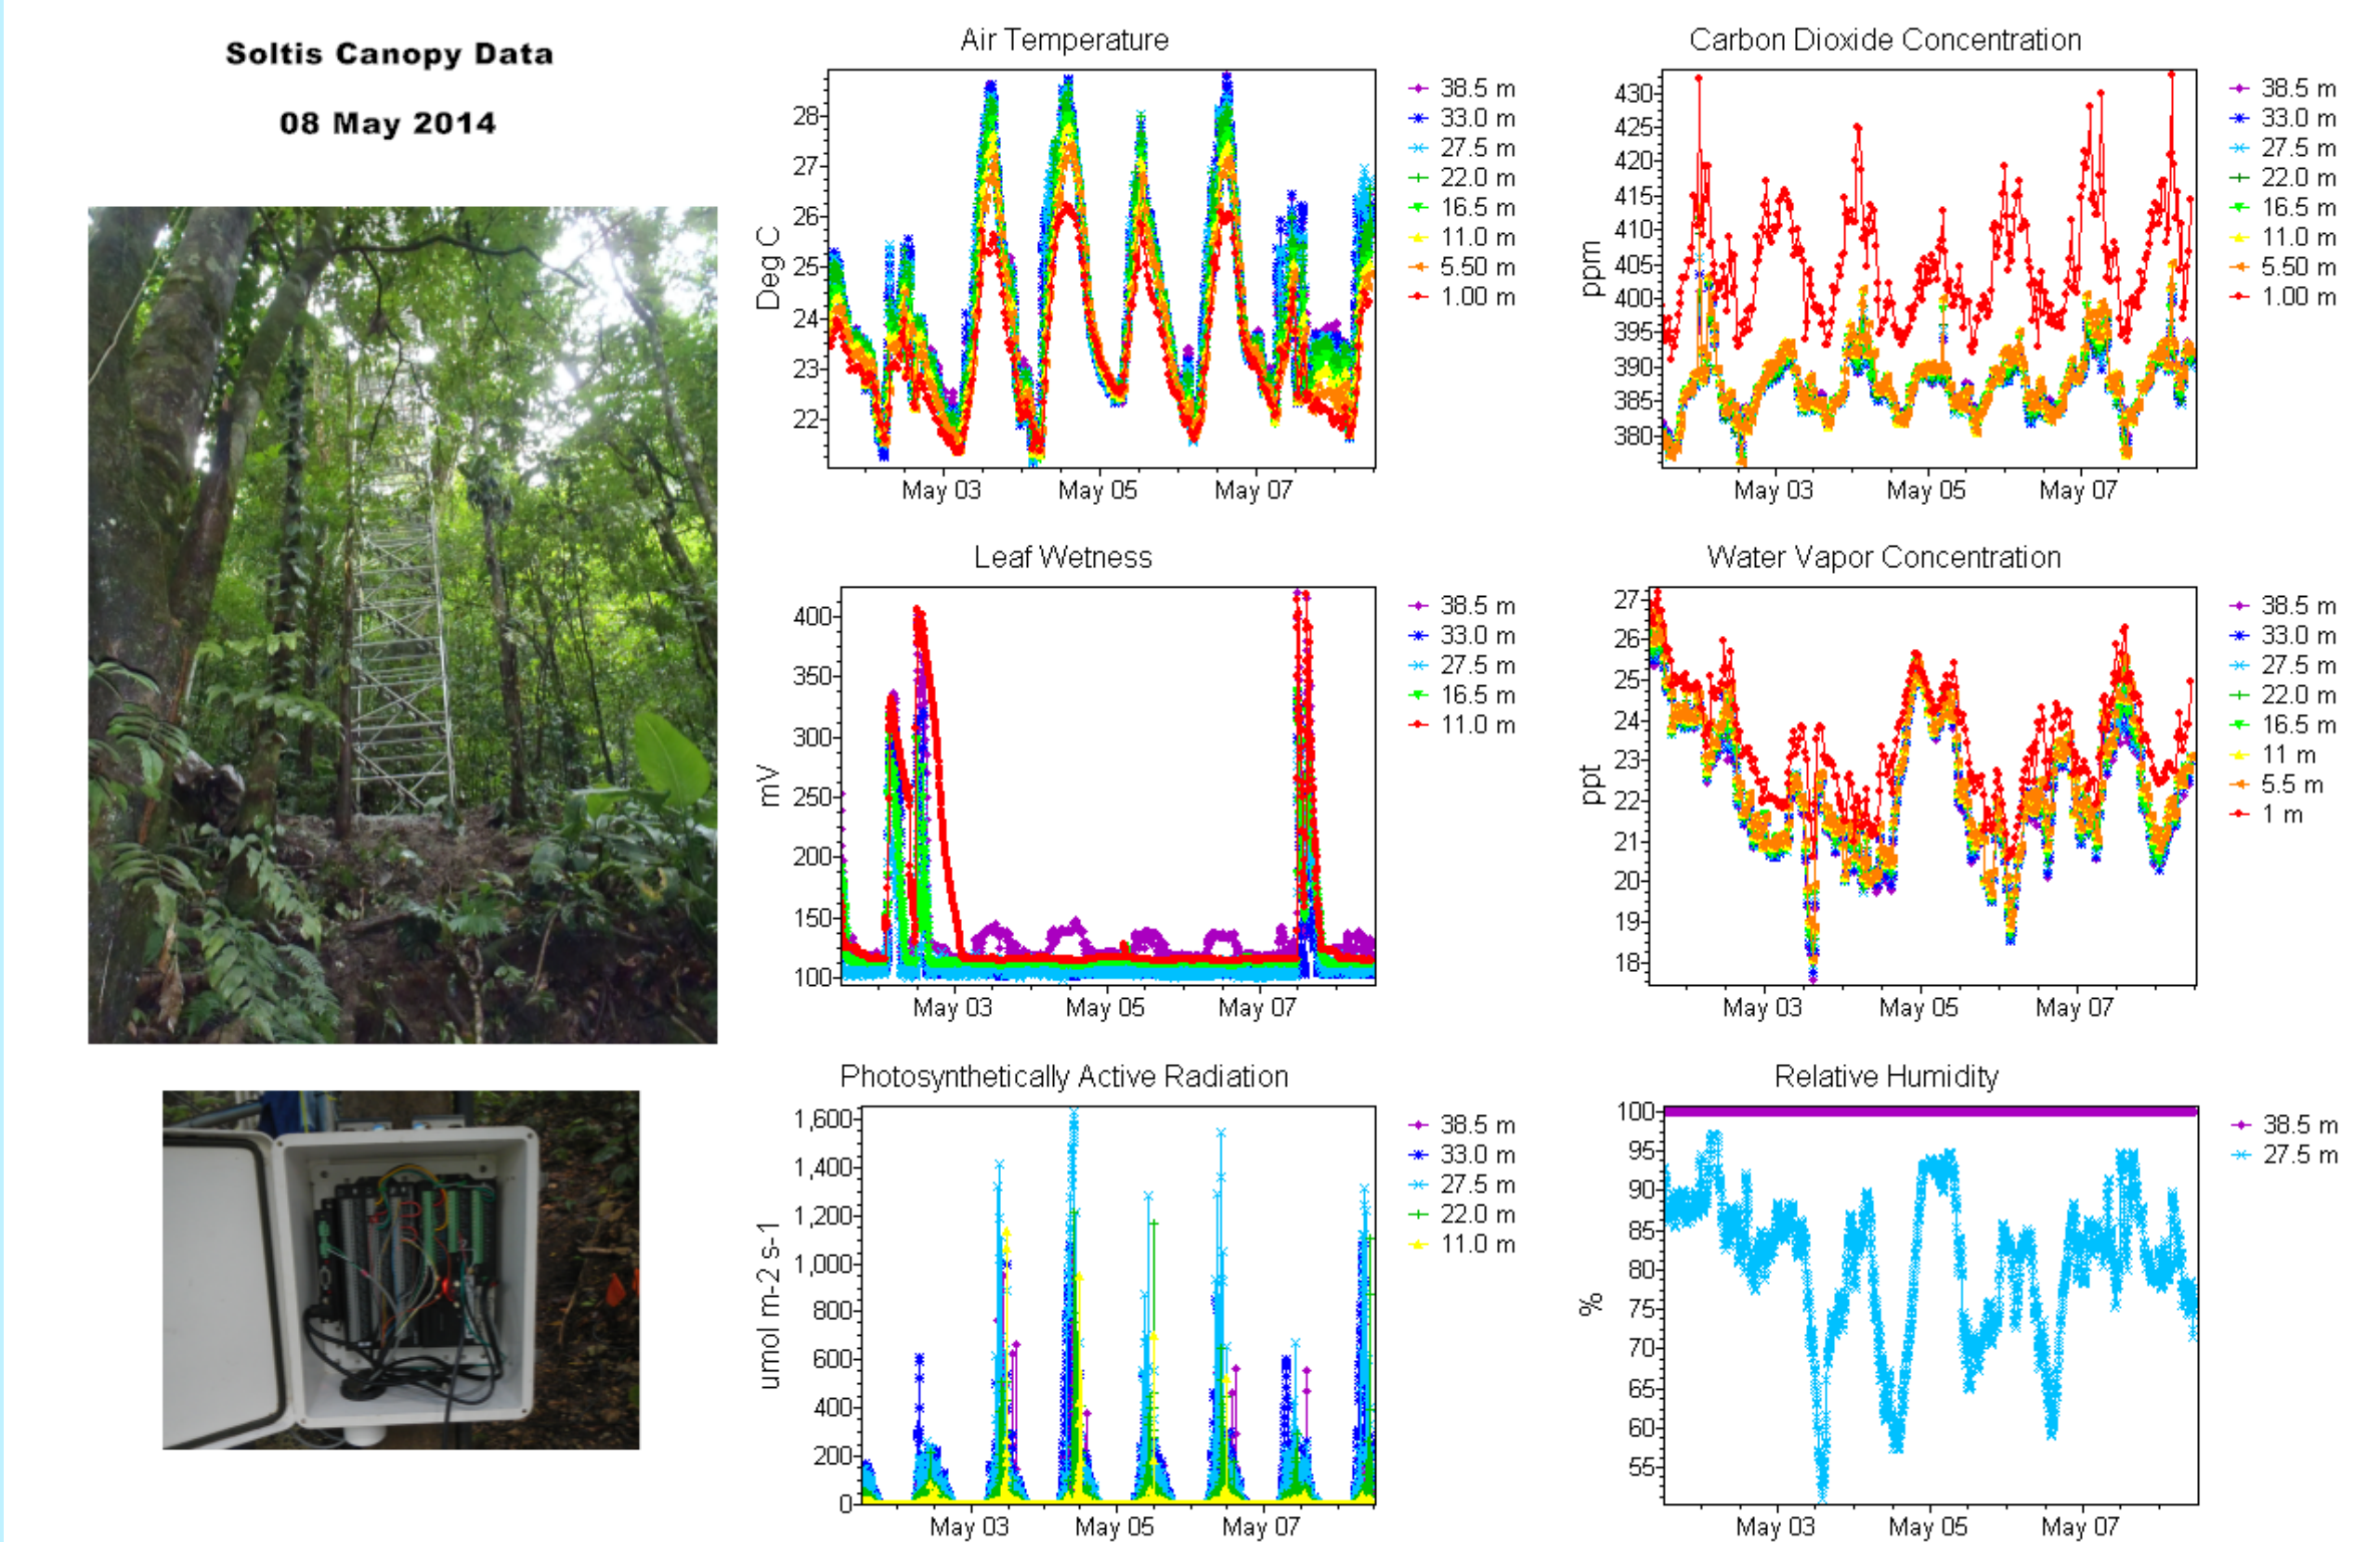 Soltis Canopy Data
08 May 2014
Air Temperature
Deg C
28
27
26
25
24
23
22
May 03
May 05
May 07
38.5 m
33.0 m
27.5 m
22.0 m
16.5 m
11.0 m
5.50 m
1.00 m
Carbon Dioxide Concentration
ppm
430
425
420
415
410
405
400
395
390
385
380
May 03
May 05
May 07
38.5 m
33.0 m
27.5 m
22.0 m
16.5 m
11.0 m
5.50 m
1.00 m
Leaf Wetness
mV
400
350
300
250
200
150
100
May 03
May 05
May 07
38.5 m
33.0 m
27.5 m
16.5 m
11.0 m
Water Vapor Concentration
ppt
27
26
25
24
23
22
21
20
19
18
May 03
May 05
May 07
38.5 m
33.0 m
27.5 m
22.0 m
16.5 m
11 m
5.5 m
1 m
Photosynthetically Active Radiation
umol m-2 s-1
1,600
1,400
1,200
1,000
800
600
400
200
0
May 03
May 05
May 07
38.5 m
33.0 m
27.5 m
22.0 m
11.0 m
Relative Humidity
%
100
95
90
85
80
75
70
65
60
55
May 03
May 05
May 07
38.5 m
27.5 m